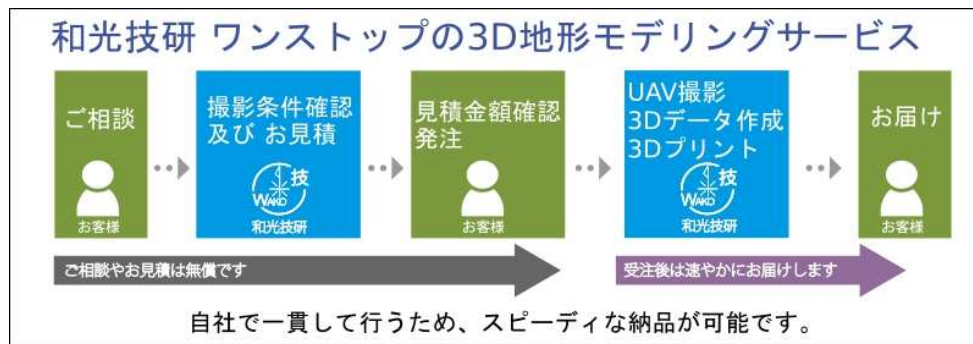 和光技研 ワンストップの3D地形モデリングサービス
ご相談
お客様
撮影条件確認
及び お見積
技
WAKO
和光技研
見積金額確認
発注
お客様
UAV撮影
3Dデータ作成
3Dプリント
技
WAKO
和光技研
お届け
お客様
ご相談やお見積は無償です
受注後は速やかにお届けします
自社で一貫して行うため、スピーディな納品が可能です。